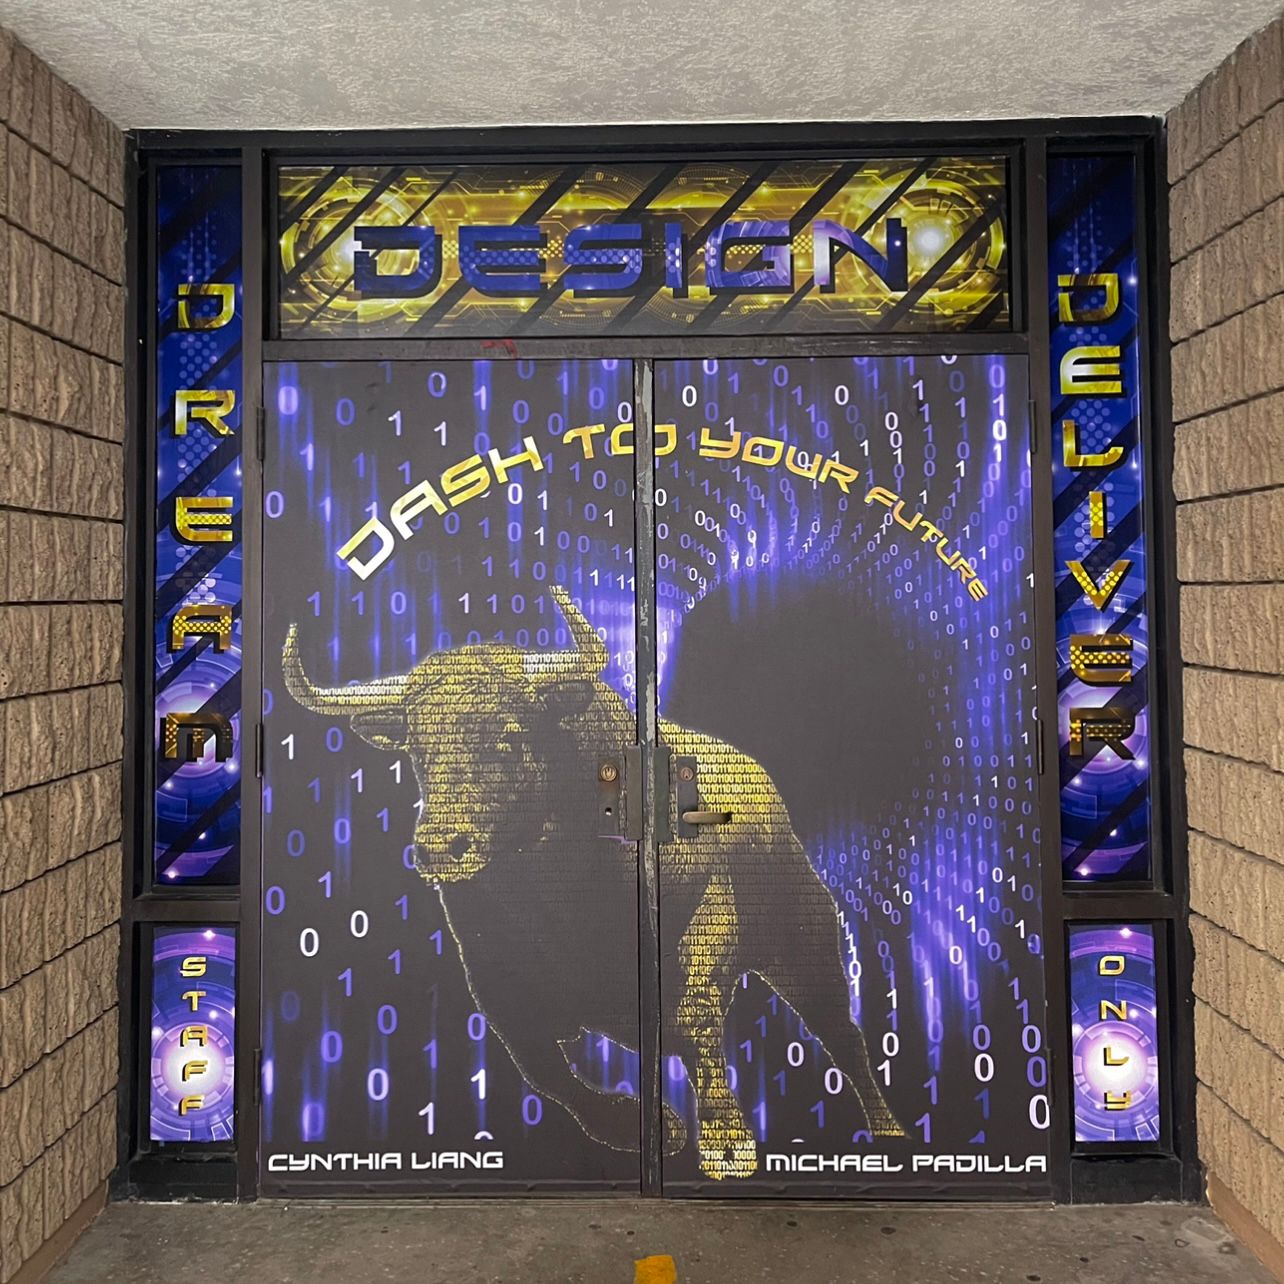 DESIGN
DREAM
DELIVER
DASH TO YOUR FUTURE
STAFF
ONLY
CYNTHIA LIANG
MICHAEL PADILLA